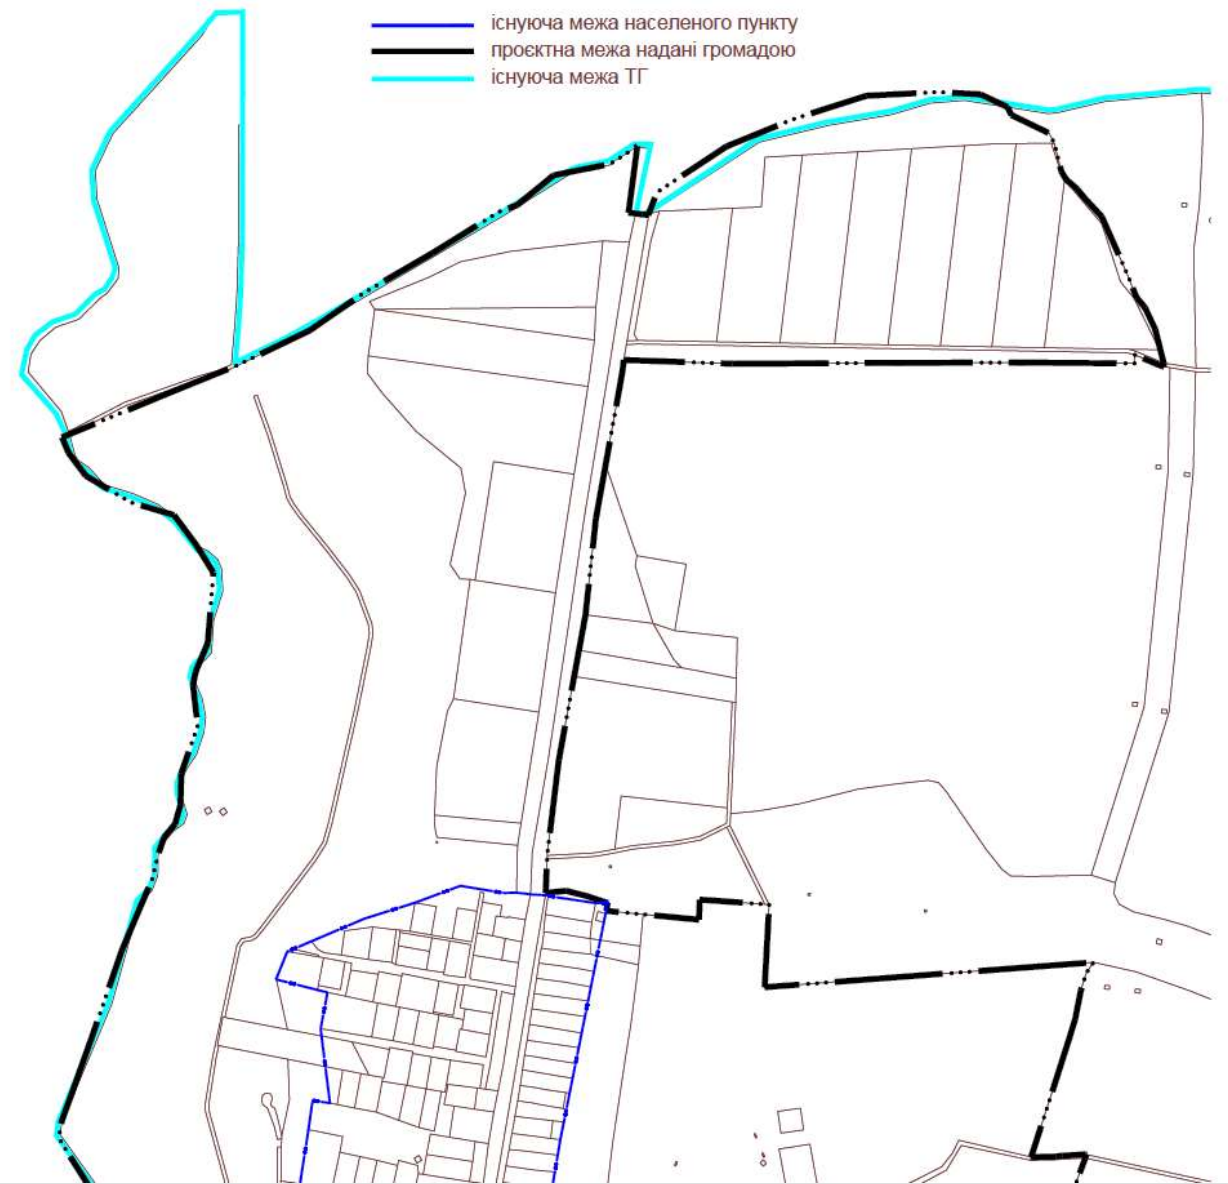 існуюча межа населеного пункту
проєктна межа надані громадою
існуюча межа ТГ